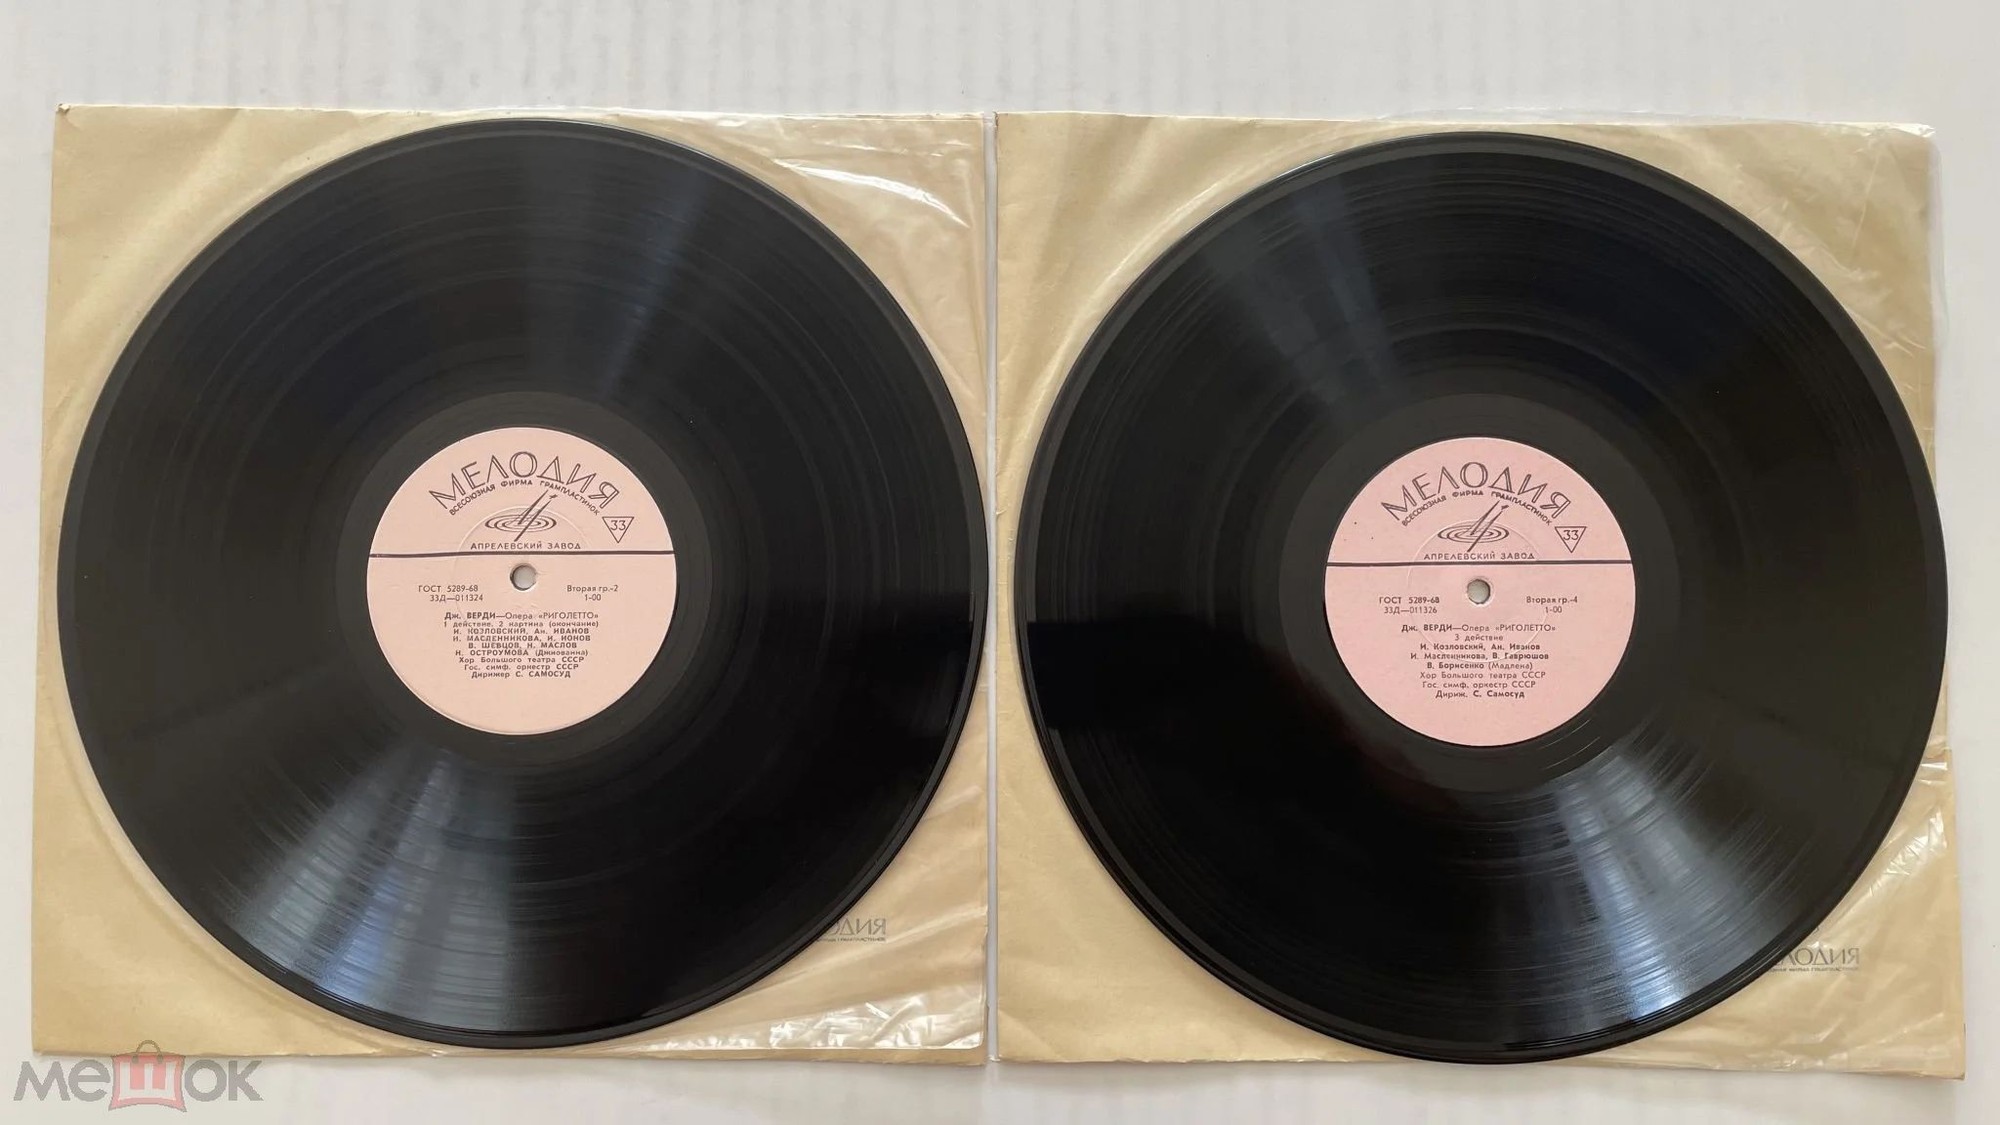 МЕЛОДИЯ
ВСЕСОЮЗНАЯ ФИРМА ГРАМПЛАСТИНОК
33
АПРЕЛЕВСКИЙ ЗАВОД
ГОСТ 5289-68 Вторая гр.-2
33Д—011324 1-00
Дж. ВЕРДИ—Опера «РИГОЛЕТТО»
1 действие, 2 картина (окончание)
И. КОЗЛОВСКИЙ, Ан. ИВАНОВ
И. МАСЛЕННИКОВА, И. ИОНОВ
В. ШЕВЦОВ, Н. МАСЛОВ
Н. ОСТРОУМОВА (Джиованна)
Хор Большого театра СССР
Гос. симф. оркестр СССР
Дирижер С. САМОСУД
МЕЛОДИЯ
ВСЕСОЮЗНАЯ ФИРМА ГРАМПЛАСТИНОК
33
АПРЕЛЕВСКИЙ ЗАВОД
ГОСТ 5289-68 Вторая гр.-4
33Д—011326 1-00
Дж. ВЕРДИ—Опера «РИГОЛЕТТО»
3 действие
И. Козловский, Ан. Иванов
И. Масленникова, В. Гаврюшов
В. Борисенко (Мадлена)
Хор Большого театра СССР
Гос. симф. оркестр СССР
Дириж. С. Самосуд
ОДИЯ
ЛОДИЯ
мешок